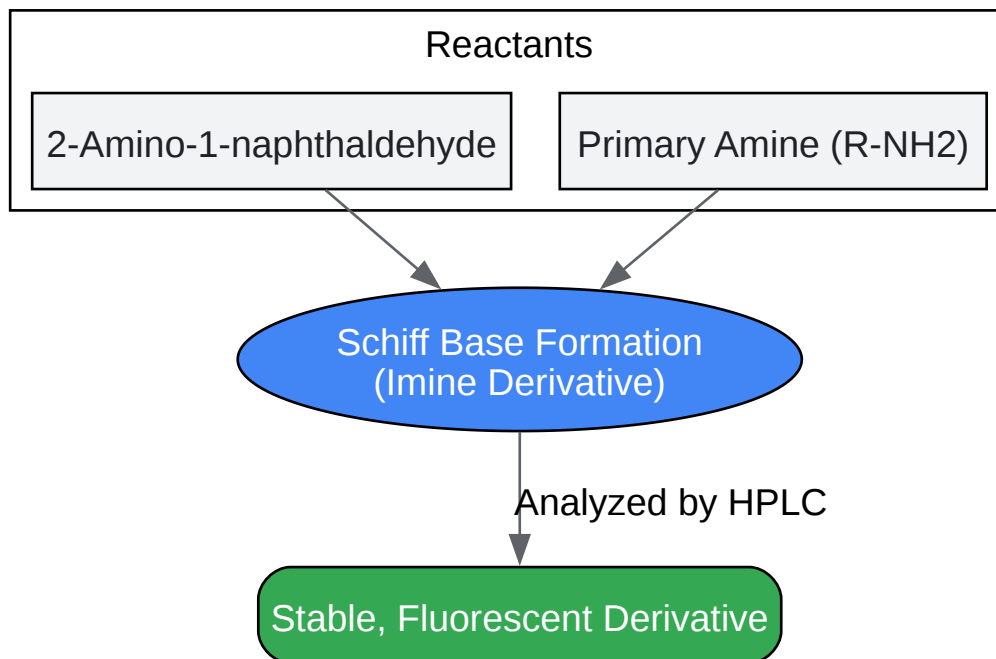 Reactants
2-Amino-1-naphthaldehyde
Primary Amine (R-NH2)
Schiff Base Formation
(Imine Derivative)
Analyzed by HPLC
Stable, Fluorescent Derivative